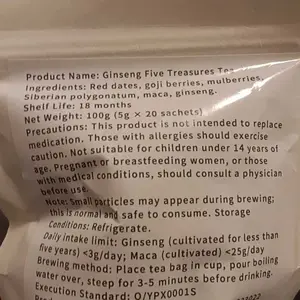 Product Name: Ginseng Five Treasures Tea
Ingredients: Red dates, goji berries, mulberries,
Siberian polygonatum, maca, ginseng.
Shelf Life: 18 months
Net Weight: 100g (5g × 20 sachets)
Precautions: This product is not intended to replace
medication. Those with allergies should exercise
caution. Not suitable for children under 14 years of
age. Pregnant or breastfeeding women, or those
with medical conditions, should consult a physician
before use.
Note: Small particles may appear during brewing;
this is normal and safe to consume. Storage
Conditions: Refrigerate.
Daily intake limit: Ginseng (cultivated for less than
five years) <3g/day; Maca (cultivated) <25g/day
Brewing method: Place tea bag in cup, pour boiling
water over, steep for 3-5 minutes before drinking.
Execution Standard: Q/YPX0001S